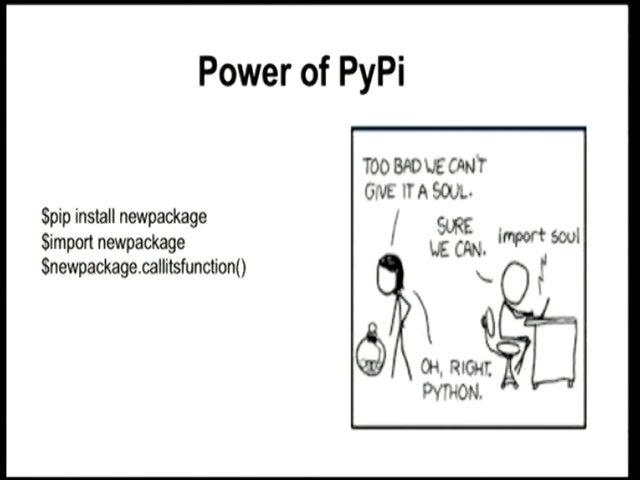 Power of PyPi
$pip install newpackage
$import newpackage
$newpackage.callitsfunction()
TOO BAD WE CAN'T
GIVE IT A SOUL.
SURE
WE CAN.
import soul
OH, RIGHT.
PYTHON.